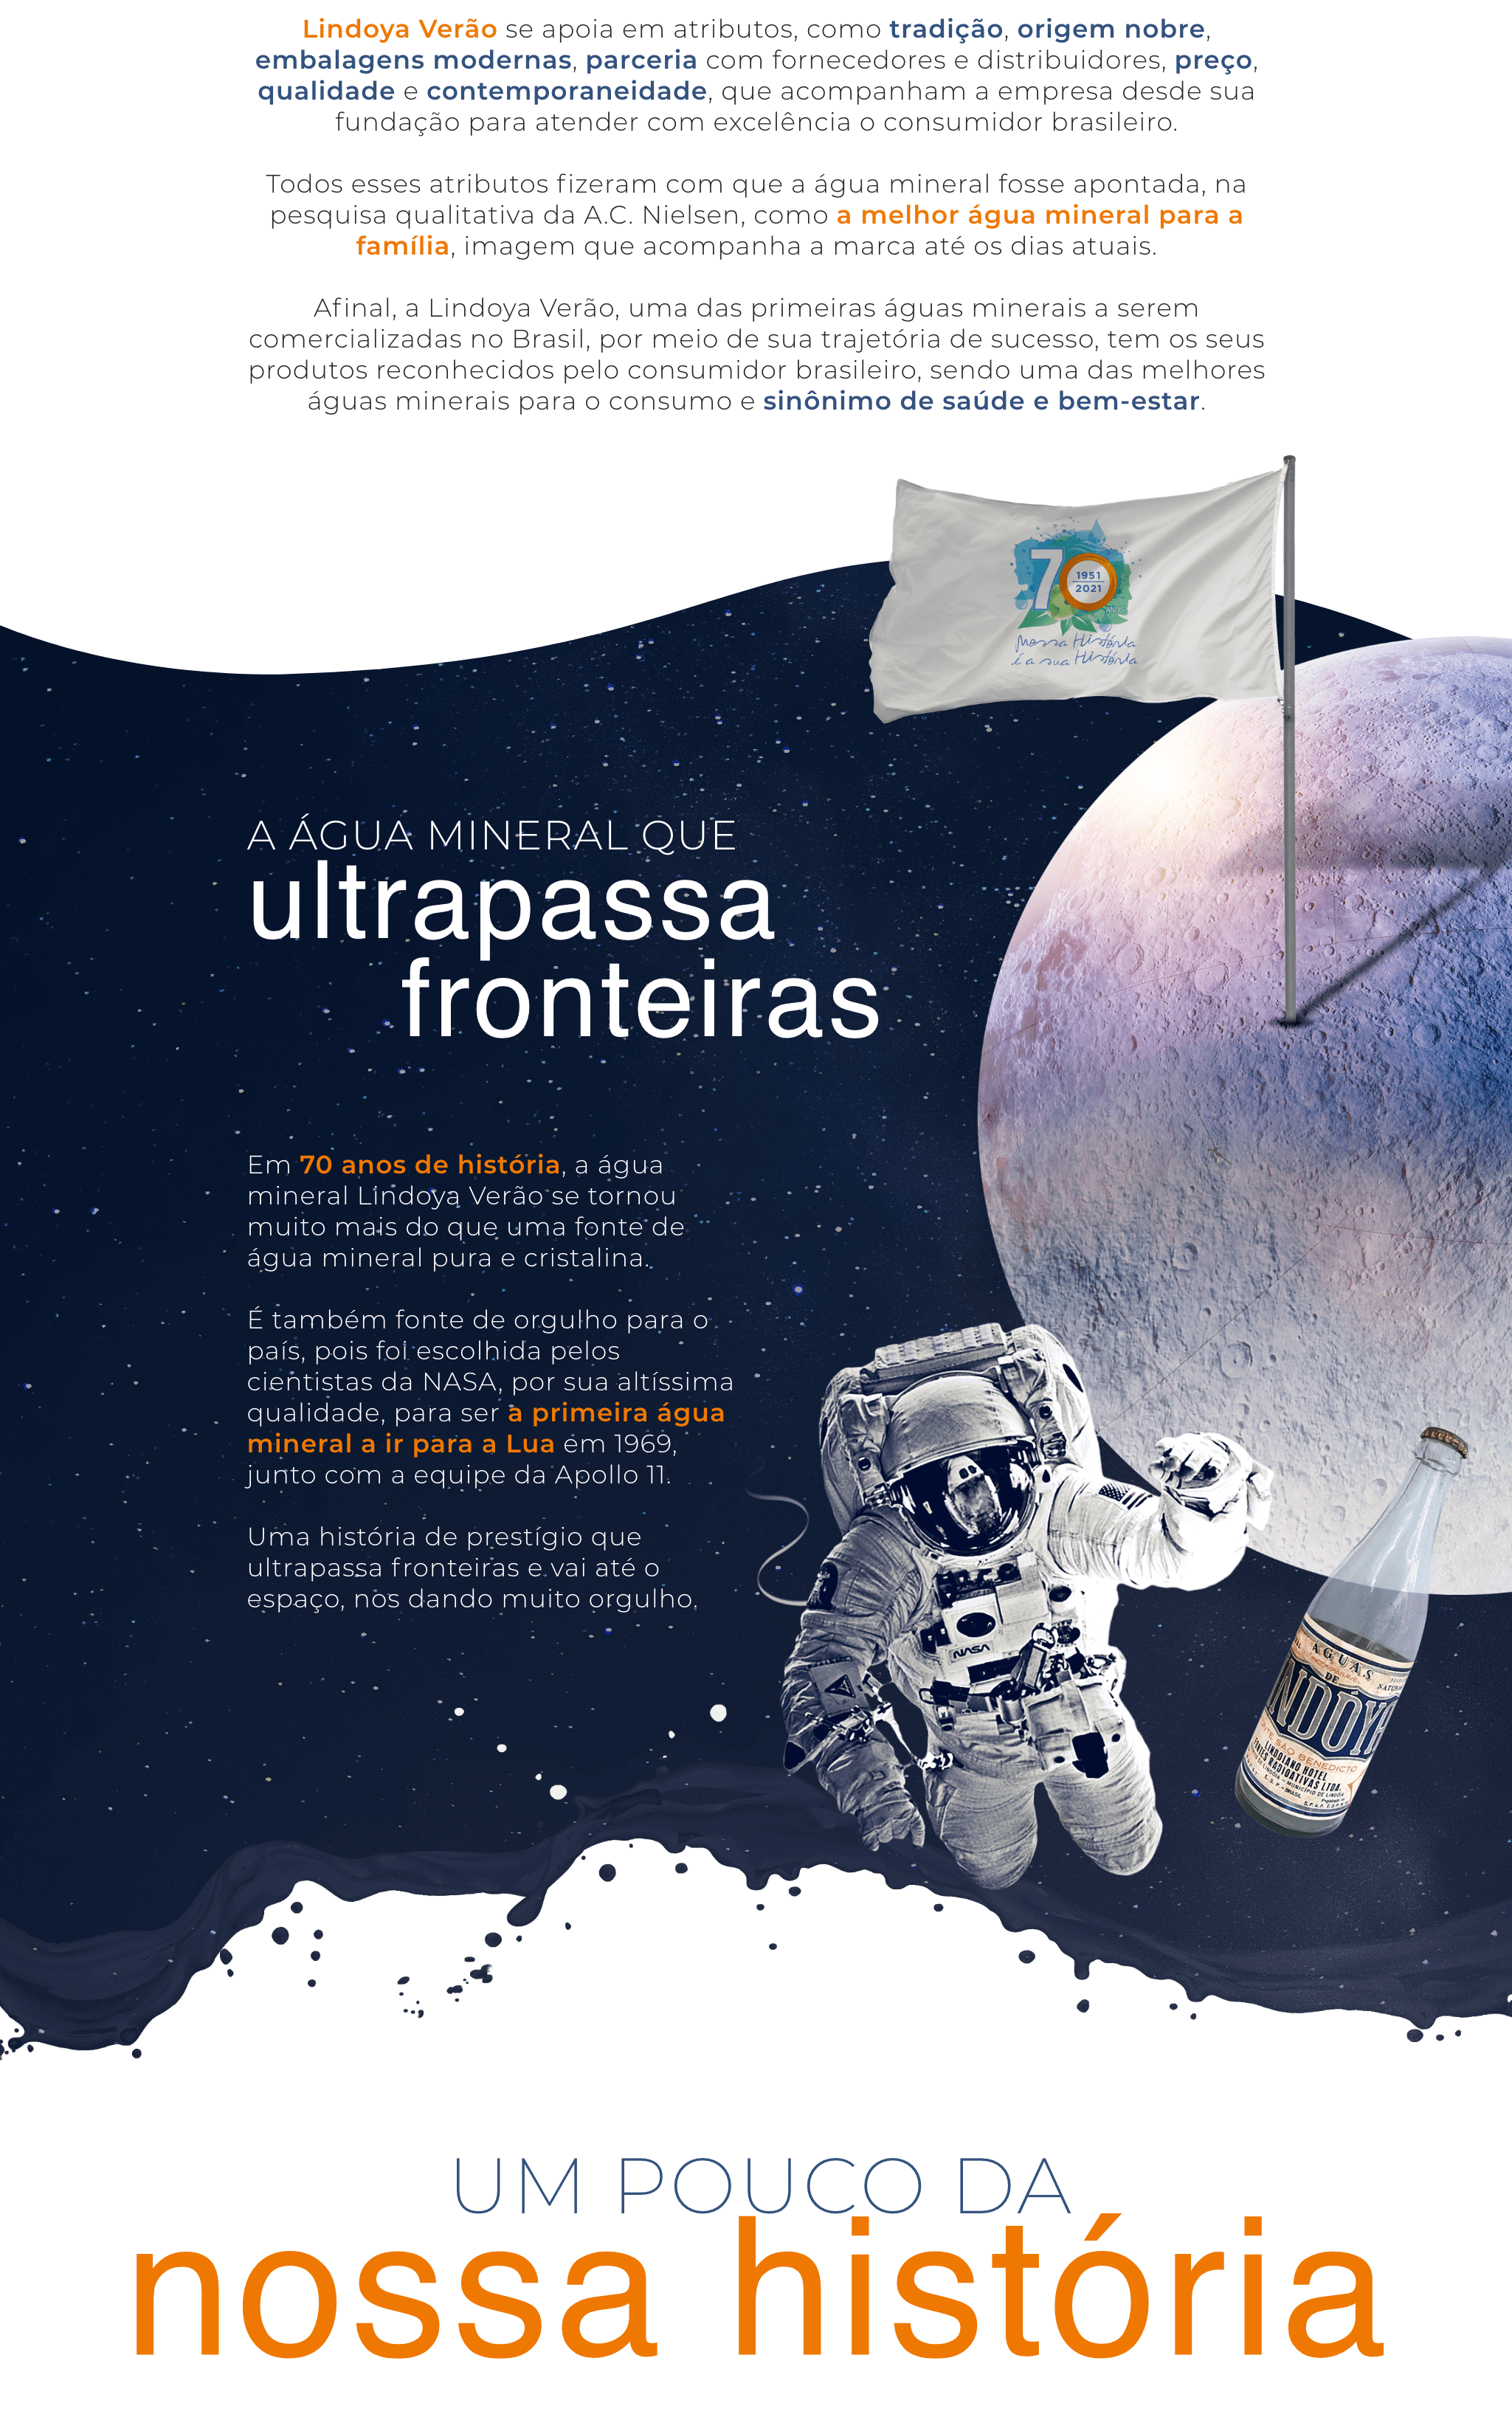 Lindoya Verão se apoia em atributos, como tradição, origem nobre,
embalagens modernas, parceria com fornecedores e distribuidores, preço,
qualidade e contemporaneidade, que acompanham a empresa desde sua
fundação para atender com excelência o consumidor brasileiro.
Todos esses atributos fizeram com que a água mineral fosse apontada, na
pesquisa qualitativa da A.C. Nielsen, como a melhor água mineral para a
família, imagem que acompanha a marca até os dias atuais.
Afinal, a Lindoya Verão, uma das primeiras águas minerais a serem
comercializadas no Brasil, por meio de sua trajetória de sucesso, tem os seus
produtos reconhecidos pelo consumidor brasileiro, sendo uma das melhores
águas minerais para o consumo e sinônimo de saúde e bem-estar.
70
1951
2021
ANOS
Nossa História
é a sua História
A ÁGUA MINERAL QUE
ultrapassa
fronteiras
Em 70 anos de história, a água
mineral Lindoya Verão se tornou
muito mais do que uma fonte de
água mineral pura e cristalina.
É também fonte de orgulho para o
país, pois foi escolhida pelos
cientistas da NASA, por sua altíssima
qualidade, para ser a primeira água
mineral a ir para a Lua em 1969,
junto com a equipe da Apollo 11.
Uma história de prestígio que
ultrapassa fronteiras e vai até o
espaço, nos dando muito orgulho.
NASA
AGUAS
DE
NDOY
SÃO BENEDICTO
LINDOIANO HOTEL
FONTES RADIOATIVAS LTDA.
UM POUCO DA
nossa história